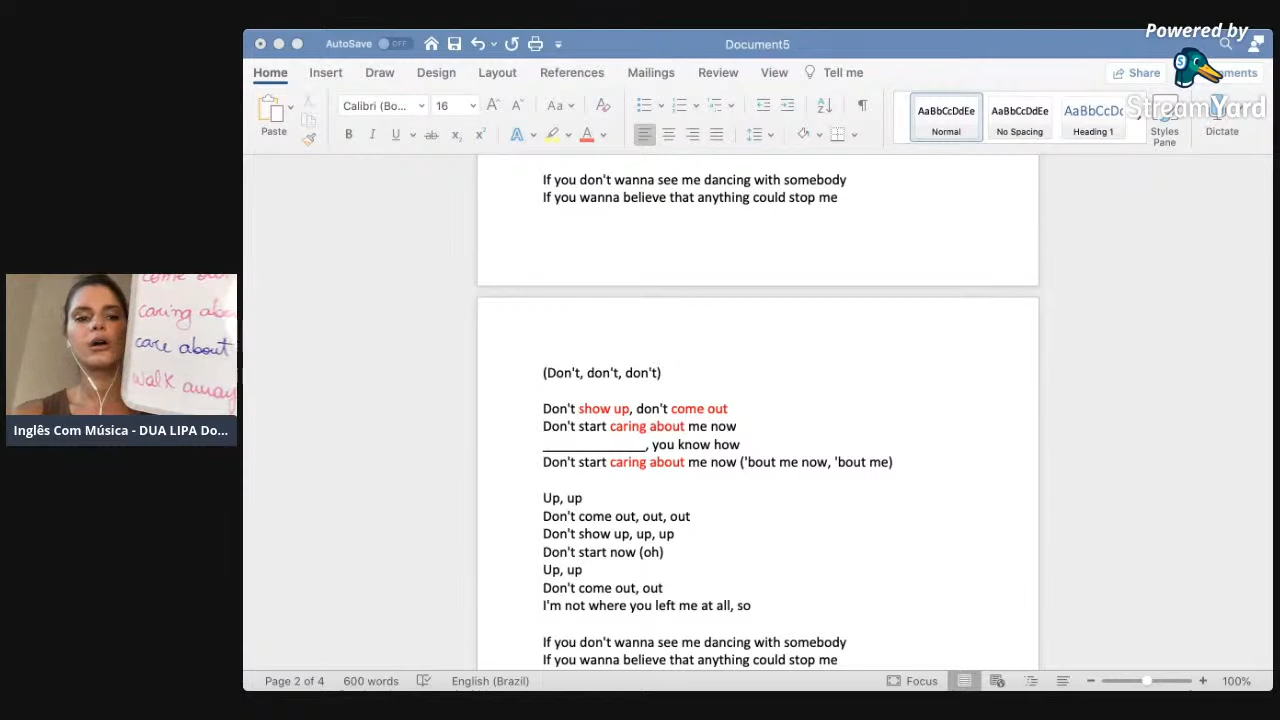 Powered by
StreamYard
AutoSave OFF
Document5
Home Insert Draw Design Layout References Mailings Review View Tell me
Share
Paste
Calibri (Bo... 16
AaBbCcDdEe
Normal
AaBbCcDdEe
No Spacing
AaBbCcDc
Heading 1
Styles
Pane
Dictate
If you don't wanna see me dancing with somebody
If you wanna believe that anything could stop me
(Don't, don't, don't)
Don't show up, don't come out
Don't start caring about me now
______________, you know how
Don't start caring about me now ('bout me now, 'bout me)
Up, up
Don't come out, out, out
Don't show up, up, up
Don't start now (oh)
Up, up
Don't come out, out
I'm not where you left me at all, so
If you don't wanna see me dancing with somebody
If you wanna believe that anything could stop me
come
caring abo
care about
walk away
Inglês Com Música - DUA LIPA Do...
Page 2 of 4 600 words English (Brazil) Focus 100%